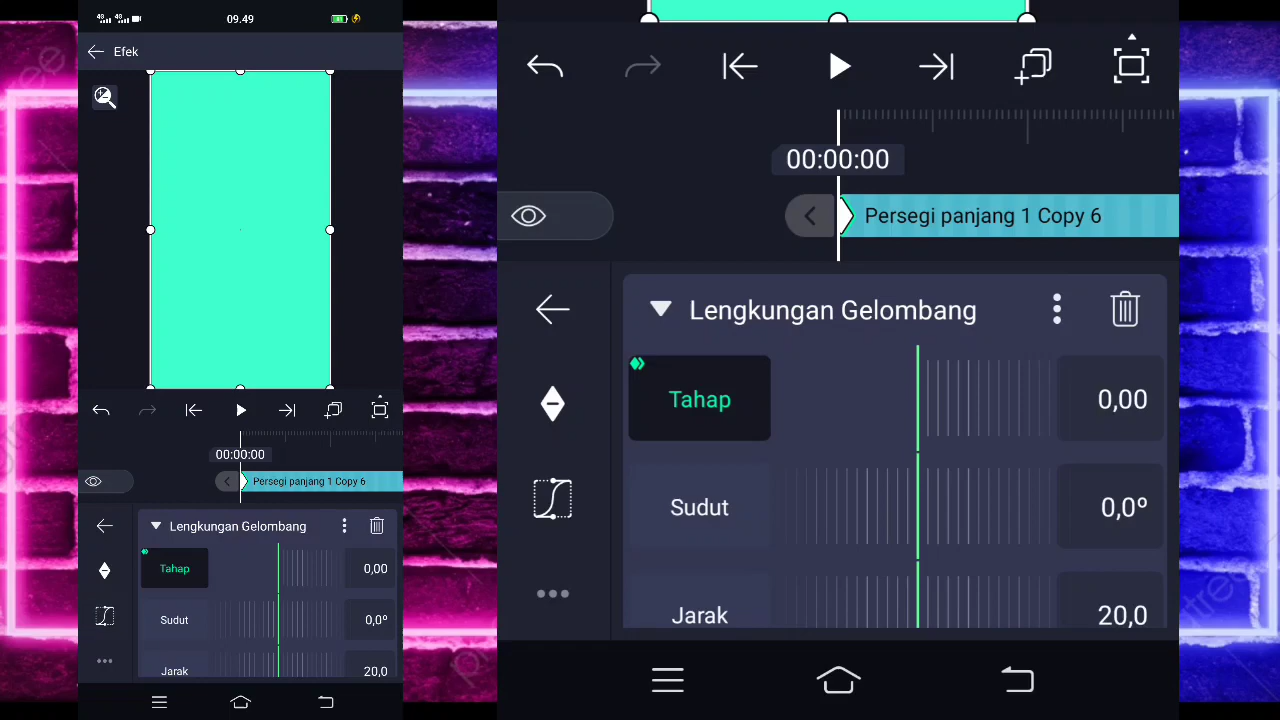 09.49
Efek
00:00:00
Persegi panjang 1 Copy 6
Lengkungan Gelombang
Tahap
0,00
Sudut
0,0°
Jarak
20,0
00:00:00
Persegi panjang 1 Copy 6
Lengkungan Gelombang
Tahap
0,00
Sudut
0,0°
Jarak
20,0